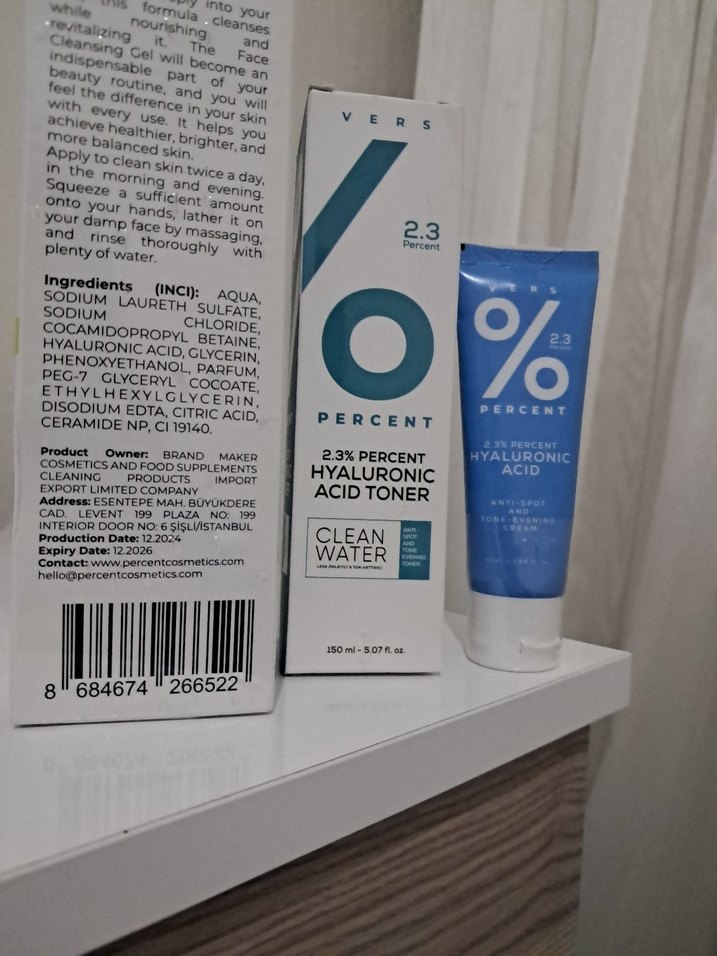 this formula cleanses
while nourishing and
revitalizing it. The Face
Cleansing Gel will become an
indispensable part of your
beauty routine, and you will
feel the difference in your skin
with every use. It helps you
achieve healthier, brighter, and
more balanced skin.
Apply to clean skin twice a day,
in the morning and evening.
Squeeze a sufficient amount
onto your hands, lather it on
your damp face by massaging,
and rinse thoroughly with
plenty of water.
Ingredients (INCI): AQUA,
SODIUM LAURETH SULFATE,
SODIUM CHLORIDE,
COCAMIDOPROPYL BETAINE,
HYALURONIC ACID, GLYCERIN,
PHENOXYETHANOL, PARFUM,
PEG-7 GLYCERYL COCOATE,
ETHYLHEXYLGLYCERIN,
DISODIUM EDTA, CITRIC ACID,
CERAMIDE NP, CI 19140.
Product Owner: BRAND MAKER
COSMETICS AND FOOD SUPPLEMENTS
CLEANING PRODUCTS IMPORT
EXPORT LIMITED COMPANY
Address: ESENTEPE MAH. BÜYÜKDERE
CAD. LEVENT 199 PLAZA NO: 199
INTERIOR DOOR NO: 6 ŞİŞLİ/İSTANBUL
Production Date: 12.2024
Expiry Date: 12.2026
Contact: www.percentcosmetics.com
hello@percentcosmetics.com
8 684674 266522
VERS
%
2.3
Percent
PERCENT
2.3% PERCENT
HYALURONIC
ACID TONER
CLEAN
WATER
LEKE ÖNLEYİCİ & TON ARTTIRICI
ANTI
SPOT
AND
TONE
EVENING
TONER
150 ml - 5.07 fl. oz.
VERS
%
2.3
Percent
PERCENT
2.3% PERCENT
HYALURONIC
ACID
ANTI-SPOT
AND
TONE-EVENING
CREAM